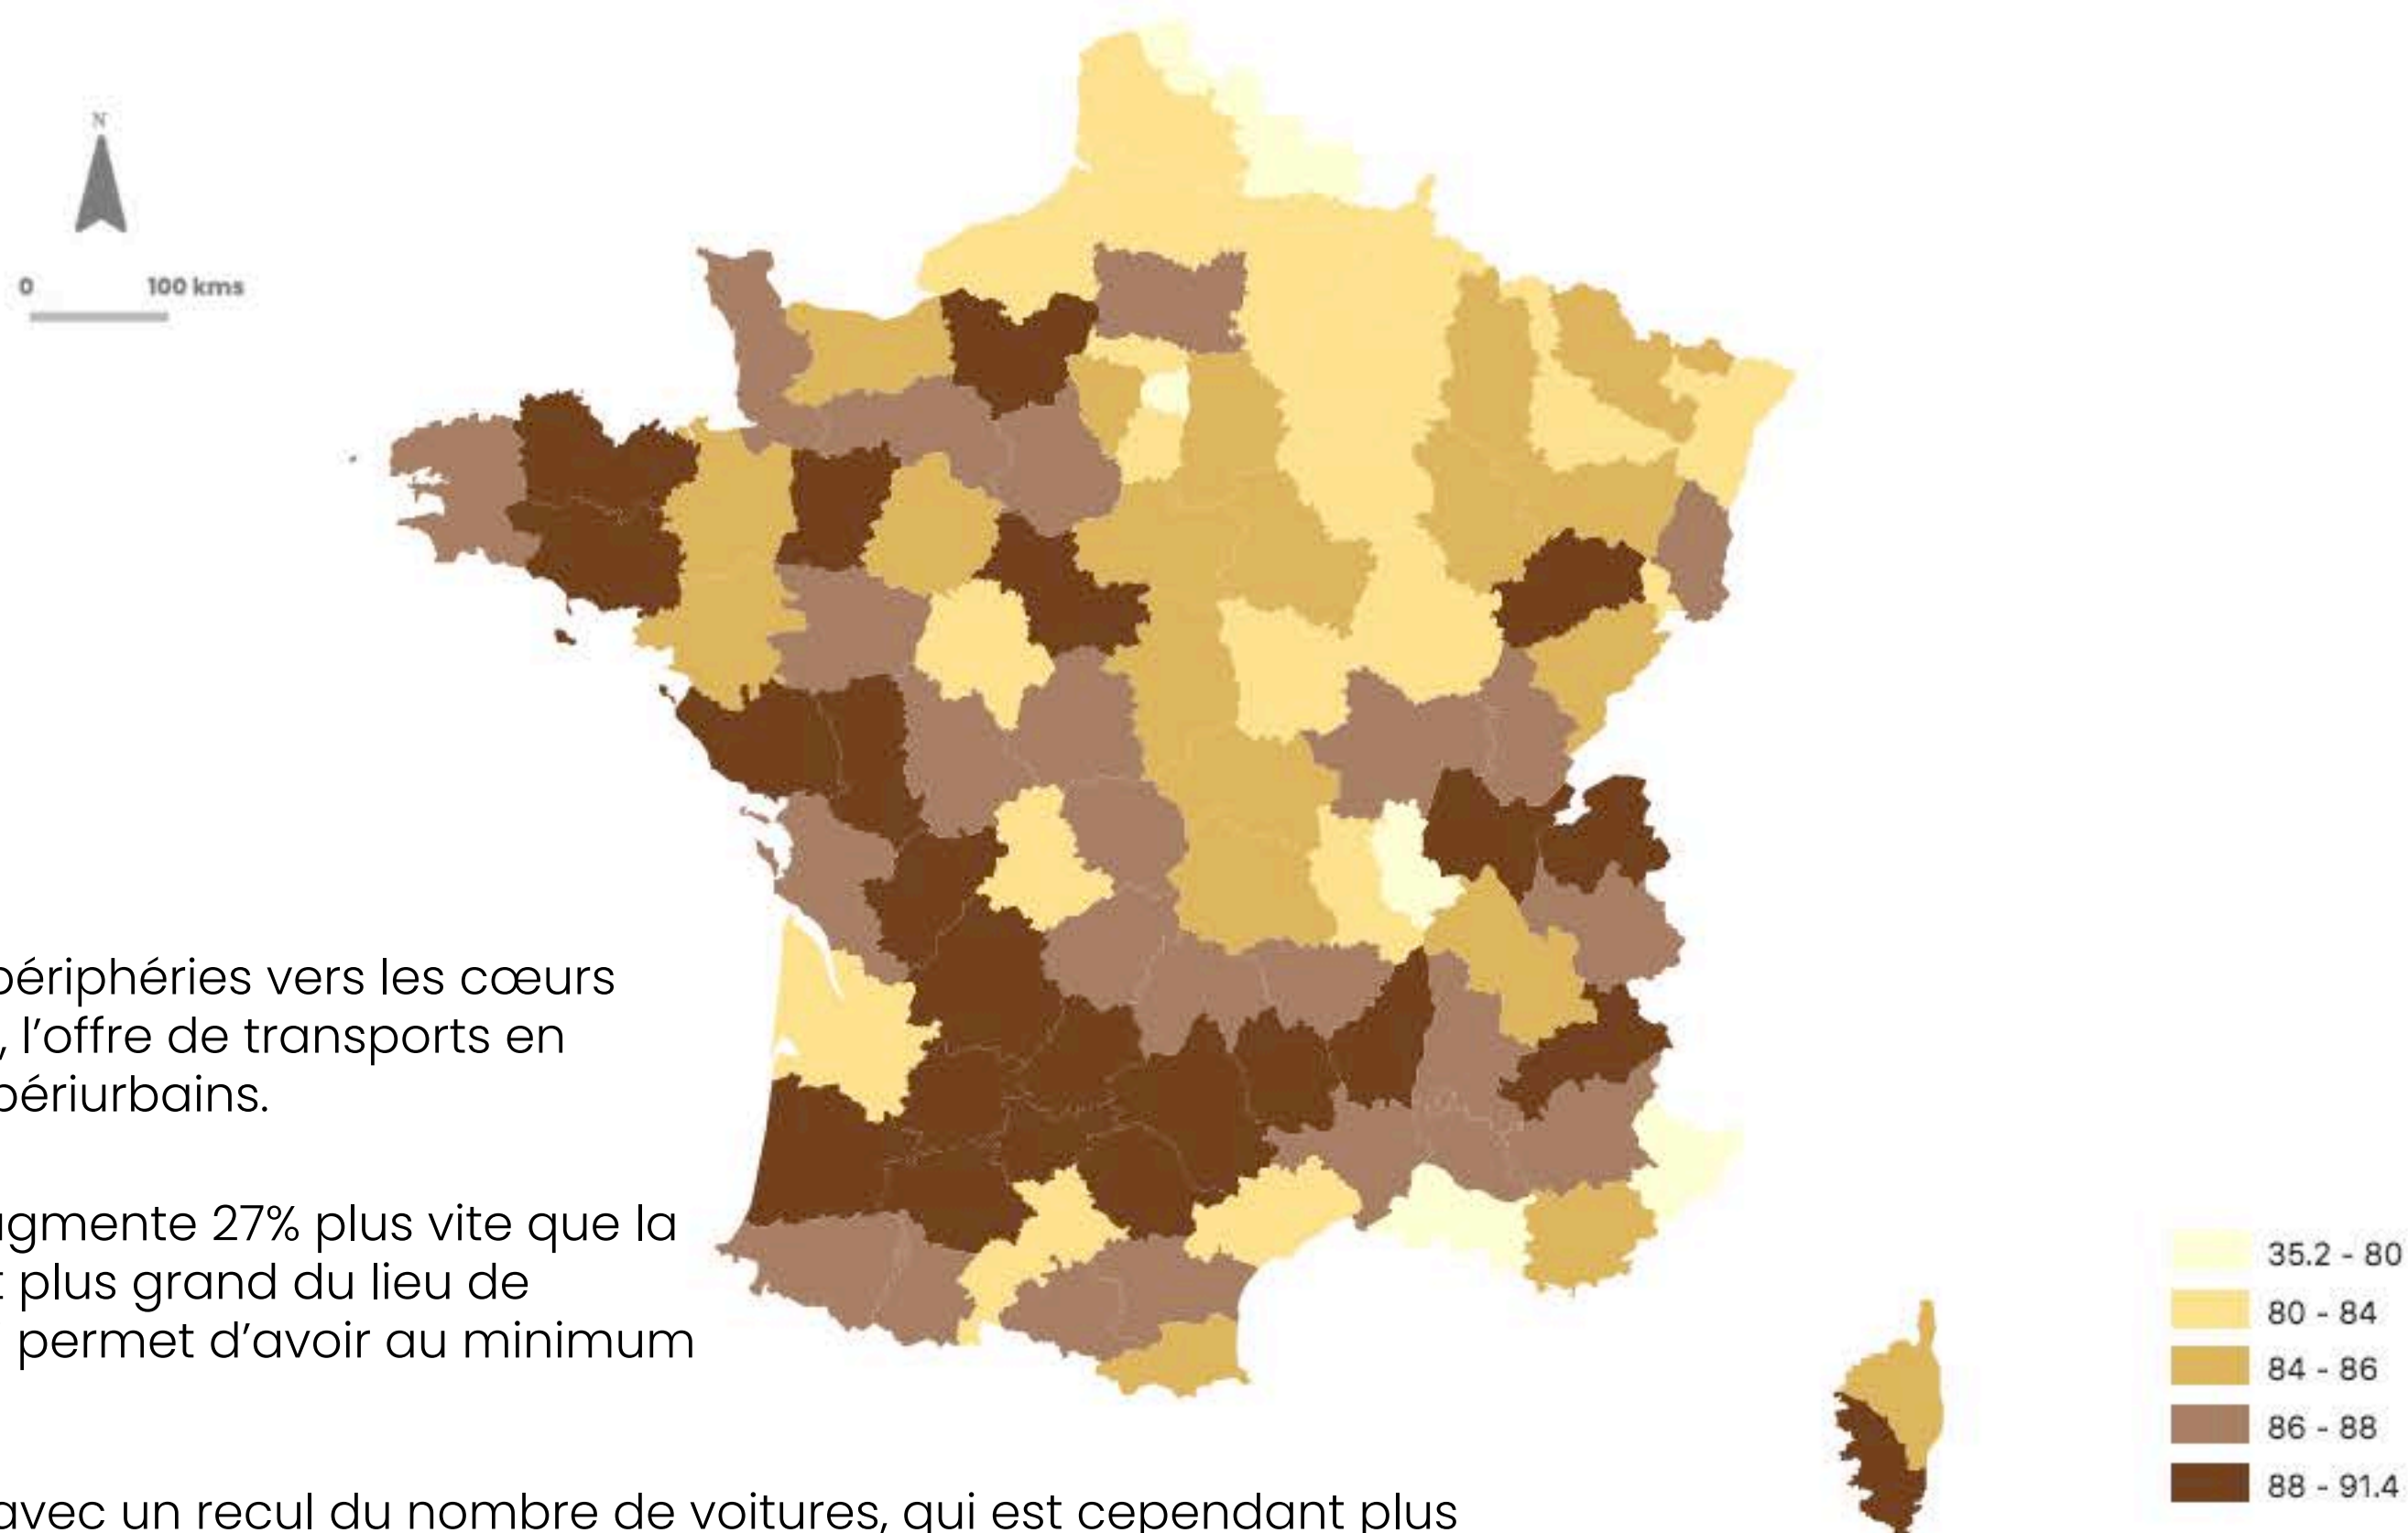 N
0 100 kms
périphéries vers les cœurs
, l’offre de transports en
périurbains.
gmente 27% plus vite que la
t plus grand du lieu de
permet d’avoir au minimum
avec un recul du nombre de voitures, qui est cependant plus
35.2 - 80
80 - 84
84 - 86
86 - 88
88 - 91.4